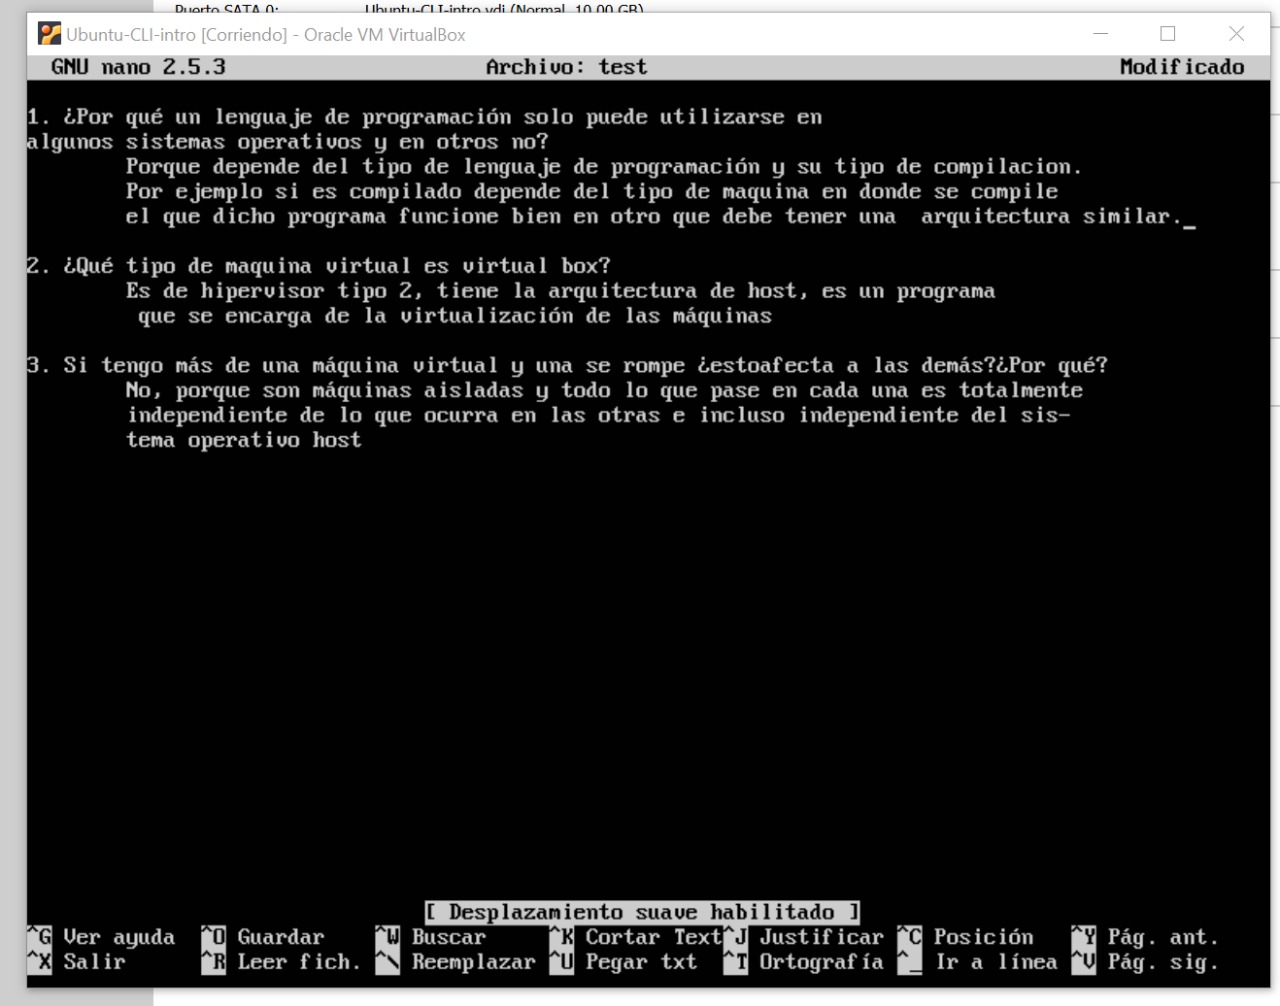 Puerto SATA 0: Ubuntu-CLI-intro.vdi (Normal, 10,00 GB)
Ubuntu-CLI-intro [Corriendo] - Oracle VM VirtualBox
GNU nano 2.5.3 Archivo: test Modificado
1. ¿Por qué un lenguaje de programación solo puede utilizarse en
algunos sistemas operativos y en otros no?
Porque depende del tipo de lenguaje de programación y su tipo de compilacion.
Por ejemplo si es compilado depende del tipo de maquina en donde se compile
el que dicho programa funcione bien en otro que debe tener una  arquitectura similar._
2. ¿Qué tipo de maquina virtual es virtual box?
Es de hipervisor tipo 2, tiene la arquitectura de host, es un programa
que se encarga de la virtualización de las máquinas
3. Si tengo más de una máquina virtual y una se rompe ¿estoafecta a las demás?¿Por qué?
No, porque son máquinas aisladas y todo lo que pase en cada una es totalmente
independiente de lo que ocurra en las otras e incluso independiente del sis-
tema operativo host
[ Desplazamiento suave habilitado ]
^G Ver ayuda ^O Guardar ^W Buscar ^K Cortar Text ^J Justificar ^C Posición ^Y Pág. ant.
^X Salir ^R Leer fich. ^\ Reemplazar ^U Pegar txt ^T Ortografía ^_ Ir a línea ^V Pág. sig.